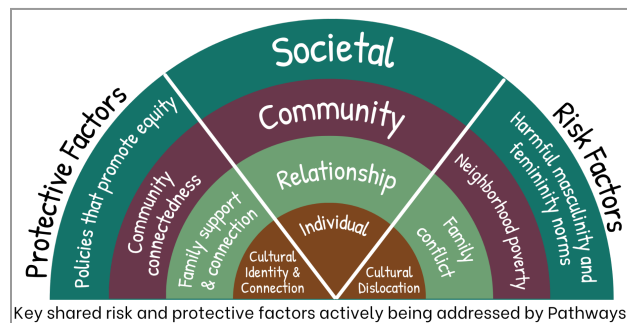 Societal
Community
Relationship
Individual
Protective Factors
Policies that promote equity
Community
connectedness
Family support
& connection
Cultural
Identity &
Connection
Risk Factors
Harmful masculinity and
femininity norms
Neighborhood poverty
Family
conflict
Cultural
Dislocation
Key shared risk and protective factors actively being addressed by Pathways